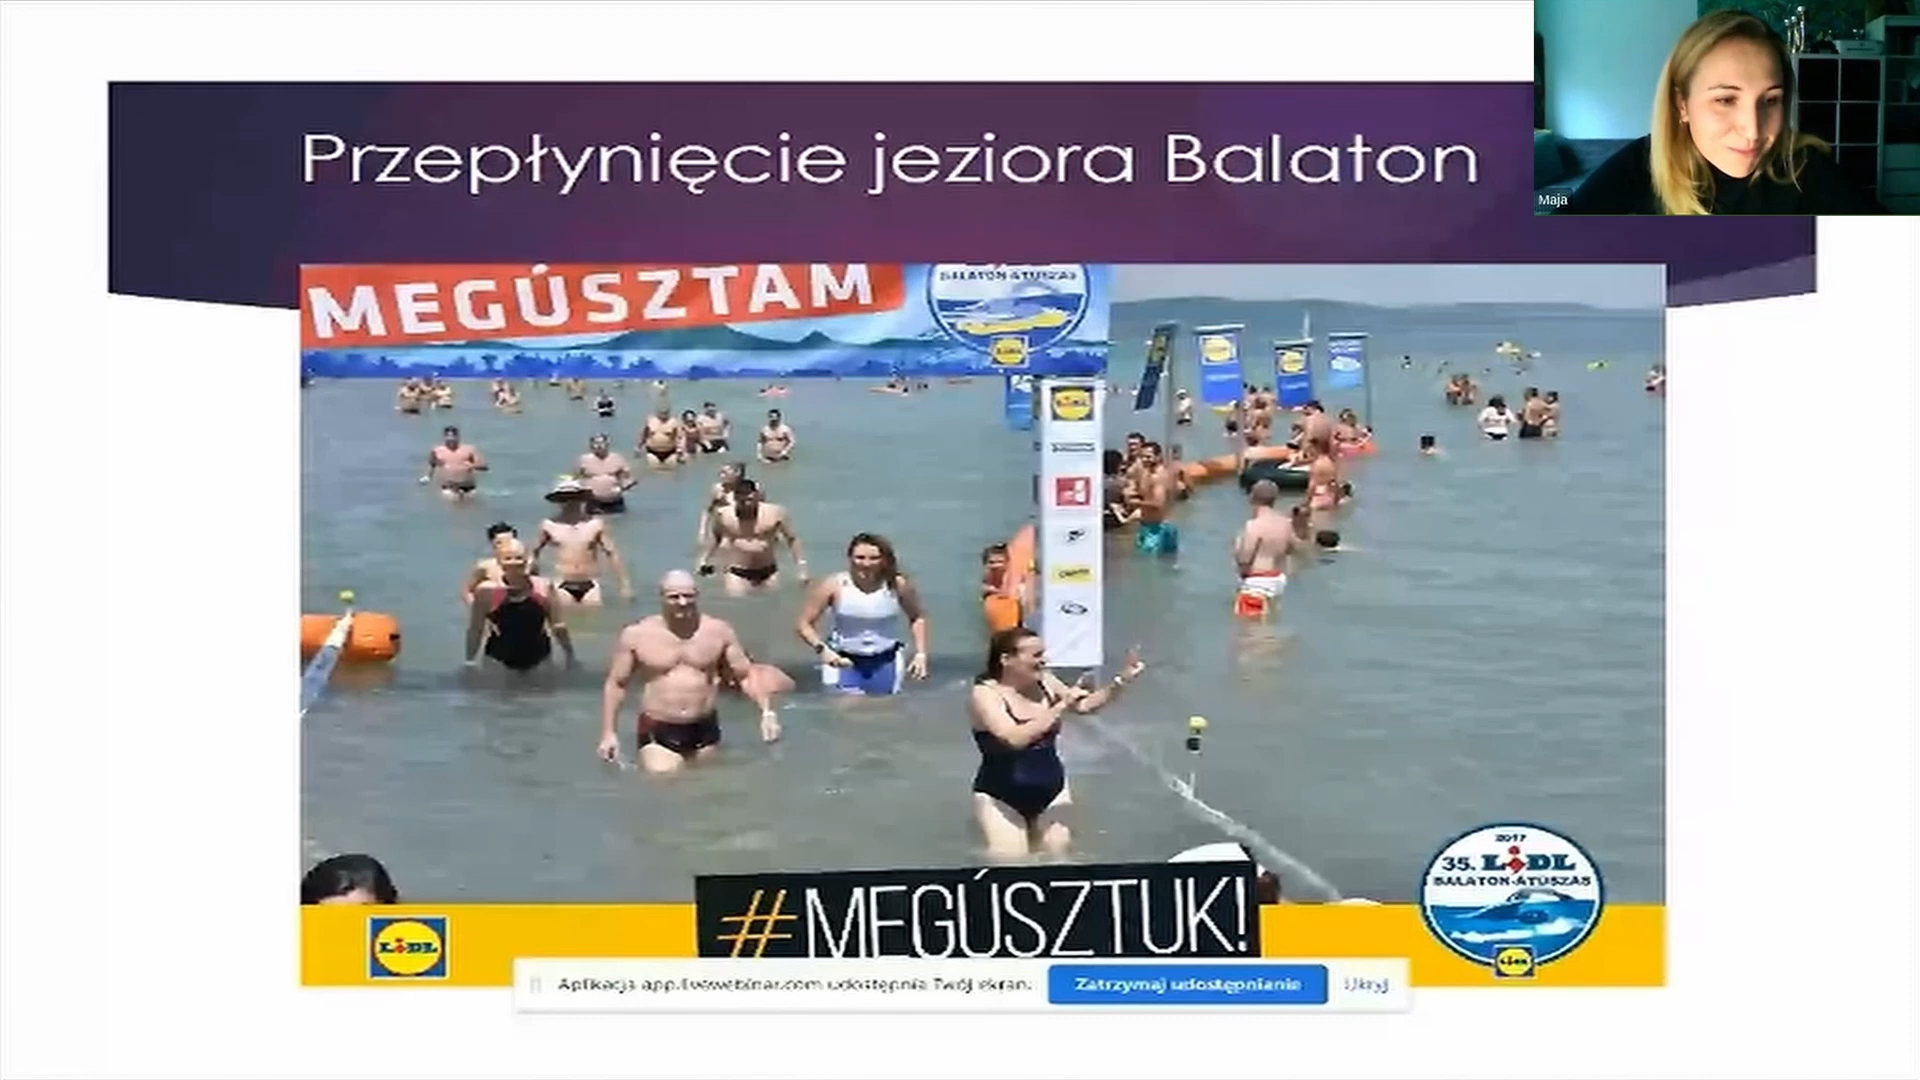 Przepłynięcie jeziora Balaton
Maja
MEGÚSZTAM
BALATON-ÁTÚSZÁS
LIDL
LIDL
2017
35. LIDL
BALATON-ÁTÚSZÁS
LIDL
LIDL
#MEGÚSZTUK!
Aplikacja app.livewebinar.com udostępnia Twój ekran.
Zatrzymaj udostępnianie
Ukryj